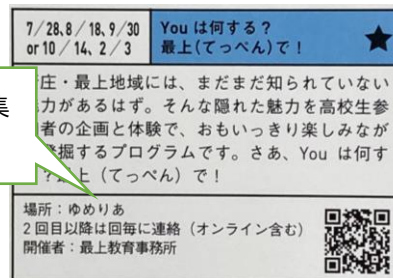 7/28、8/18、9/30
or 10/14、2/3
You は何する？
最上(てっぺん)で！
庄・最上地域には、まだまだ知られていない
力があるはず。そんな隠れた魅力を高校生参
者の企画と体験で、おもいっきり楽しみなが
発掘するプログラムです。さあ、You は何す
？最上（てっぺん）で！
集
場所：ゆめりあ
2回目以降は回毎に連絡（オンライン含む）
開催者：最上教育事務所